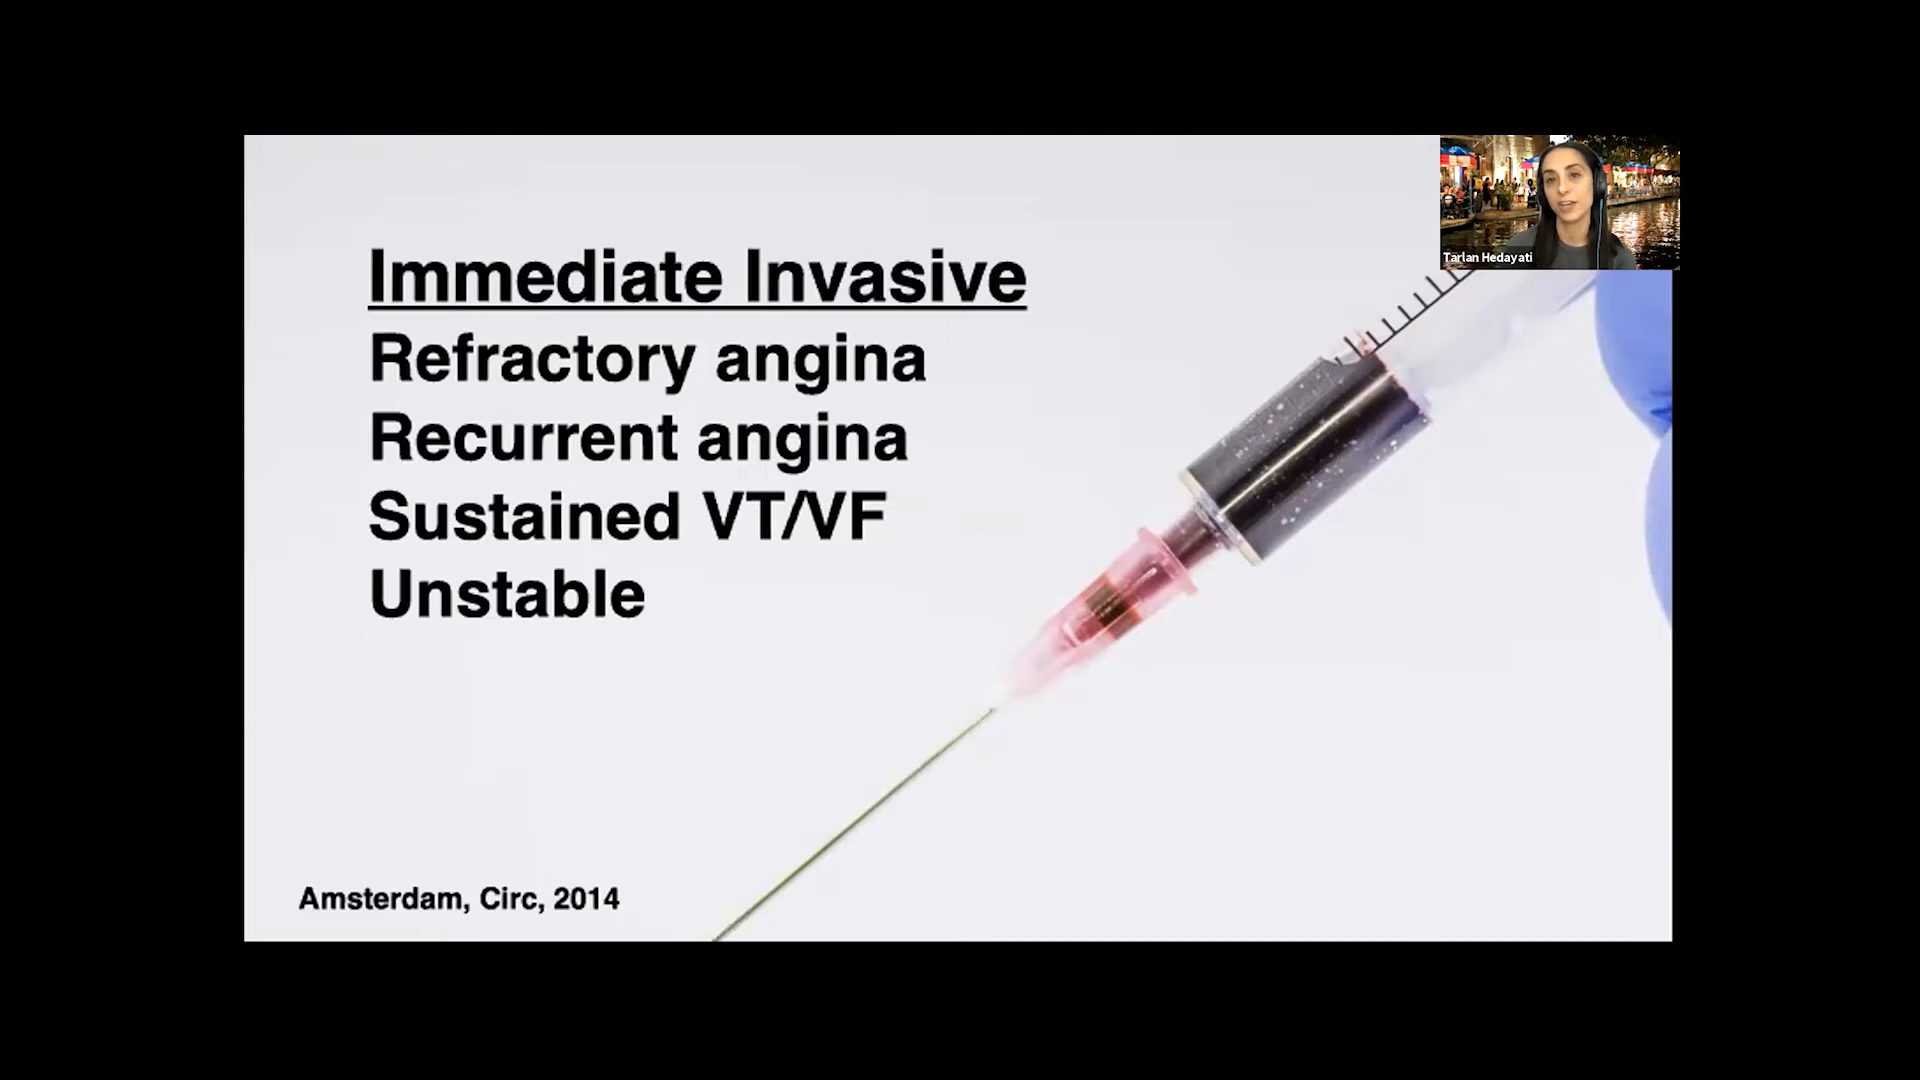 Tarlan Hedayati
Immediate Invasive
Refractory angina
Recurrent angina
Sustained VT/VF
Unstable
Amsterdam, Circ, 2014